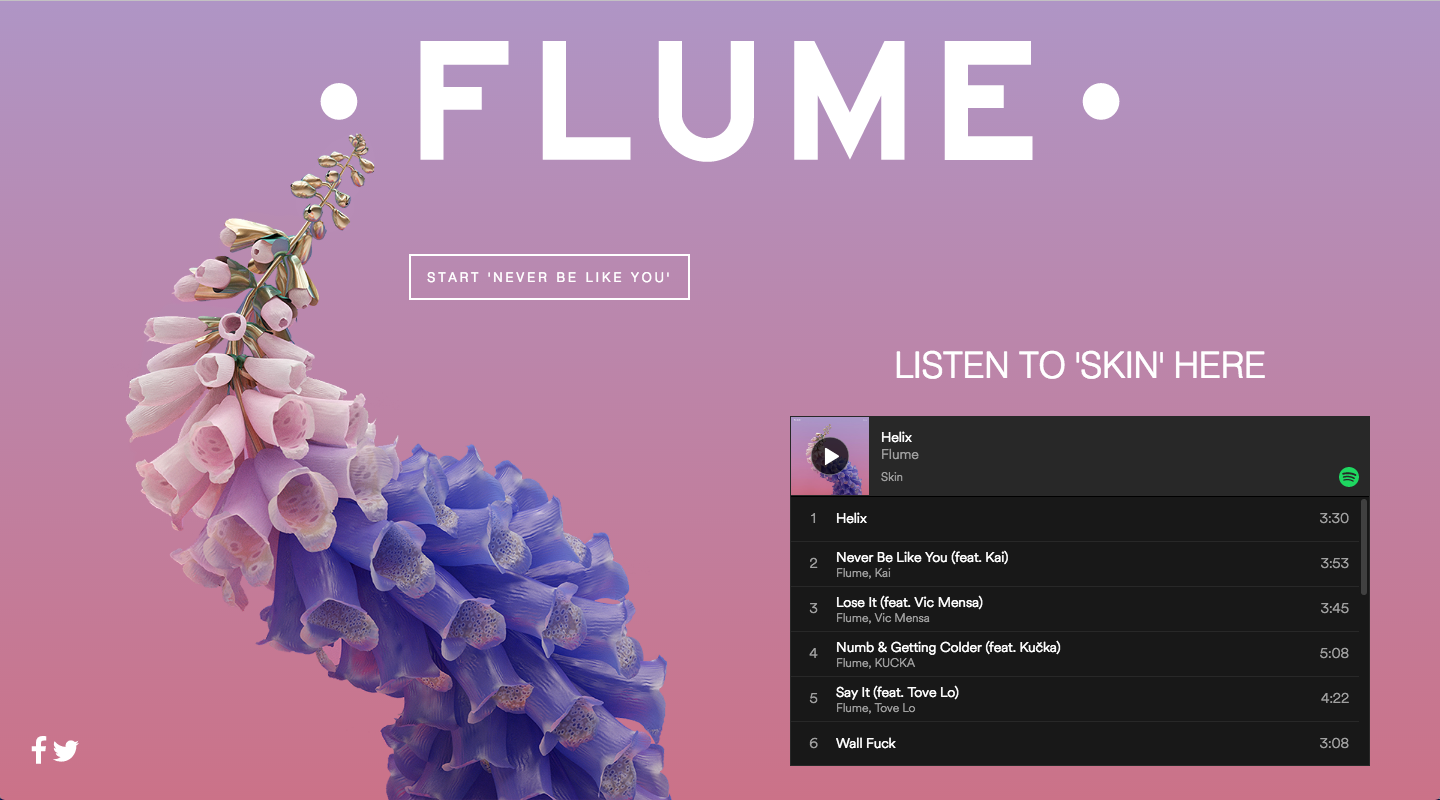 • FLUME •
START 'NEVER BE LIKE YOU'
LISTEN TO 'SKIN' HERE
Helix
Flume
Skin
1 Helix 3:30
2 Never Be Like You (feat. Kai) 3:53
Flume, Kai
3 Lose It (feat. Vic Mensa) 3:45
Flume, Vic Mensa
4 Numb & Getting Colder (feat. Kučka) 5:08
Flume, KUCKA
5 Say It (feat. Tove Lo) 4:22
Flume, Tove Lo
6 Wall Fuck 3:08